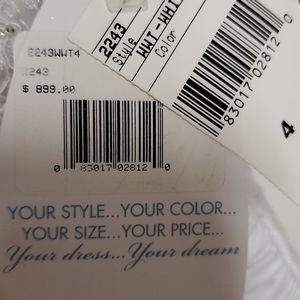 2243WWT4
2243
$ 899.00
0 83017 02812 0
YOUR STYLE...YOUR COLOR...
YOUR SIZE...YOUR PRICE...
Your dress...Your dream
2243
Style
WWT-WHI
Color
83017 02812 0
4